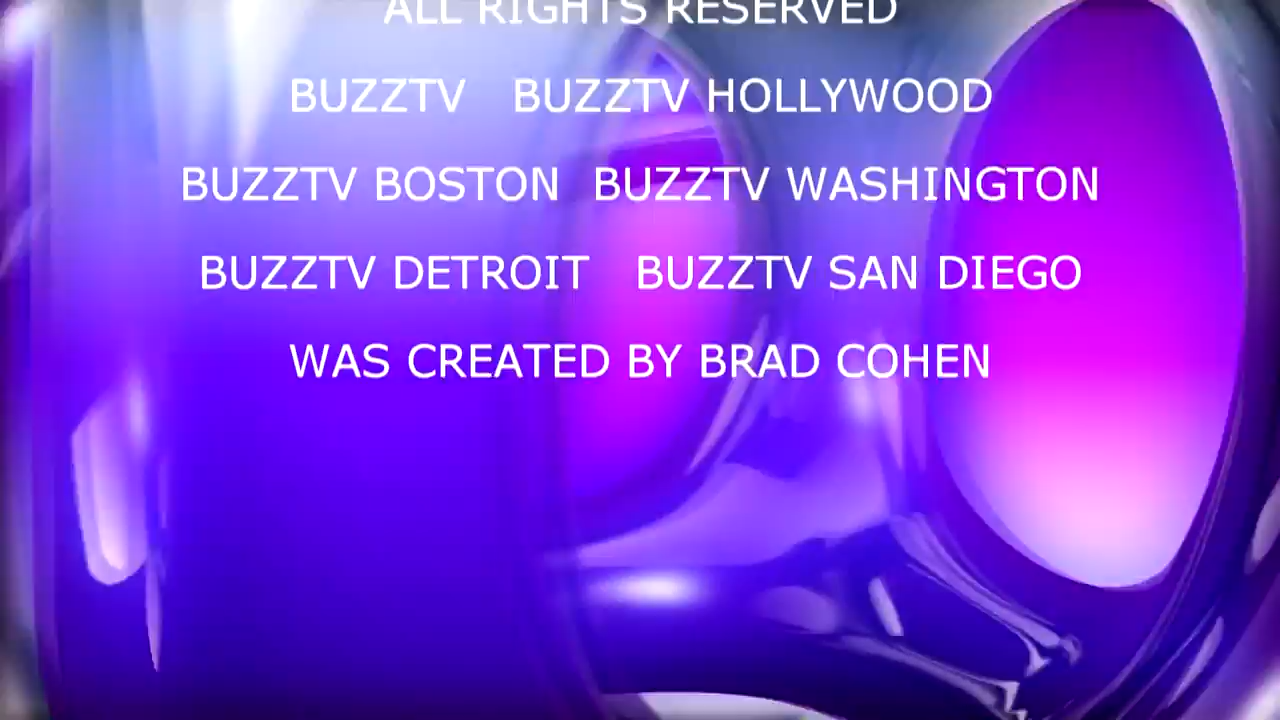 ALL RIGHTS RESERVED
BUZZTV BUZZTV HOLLYWOOD
BUZZTV BOSTON BUZZTV WASHINGTON
BUZZTV DETROIT BUZZTV SAN DIEGO
WAS CREATED BY BRAD COHEN